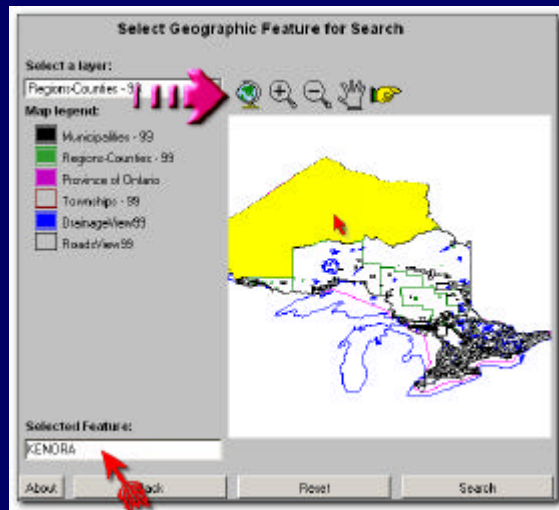 Select Geographic Feature for Search
Select a layer:
Regions-Counties - 99
Map legend:
Municipalities - 99
Regions-Counties - 99
Province of Ontario
Townships - 99
DrainageView99
RoadsView99
Selected Feature:
KENORA
About
Back
Reset
Search